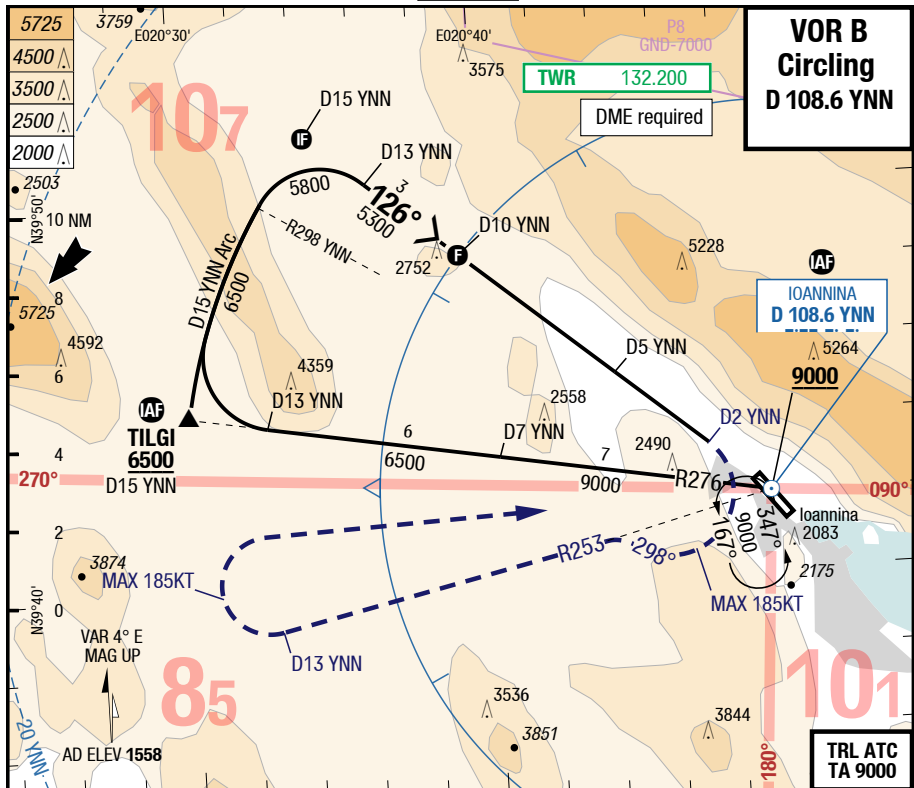 5725
4500
3500
2500
2000
3759
E020°30'
E020°40'
P8
GND-7000
3575
TWR 132.200
DME required
VOR B
Circling
D 108.6 YNN
10₇
D15 YNN
IF
D13 YNN
5800
3
126°
5300
D10 YNN
F
2752
R298 YNN
D15 YNN Arc
6500
2503
N39°50'
10 NM
8
5725
4592
6
4359
5228
IAF
IOANNINA
D 108.6 YNN
5264
9000
D5 YNN
D2 YNN
IAF
TILGI
6500
D15 YNN
D13 YNN
6
6500
D7 YNN
2558
2490
7
9000
R276
4
270°
090°
Ioannina
2083
347°
9000
167°
2175
2
3874
MAX 185KT
R253
298°
MAX 185KT
N39°40'
0
D13 YNN
VAR 4° E
MAG UP
8₅
10₁
3536
3851
3844
20 YNN
AD ELEV 1558
180°
TRL ATC
TA 9000